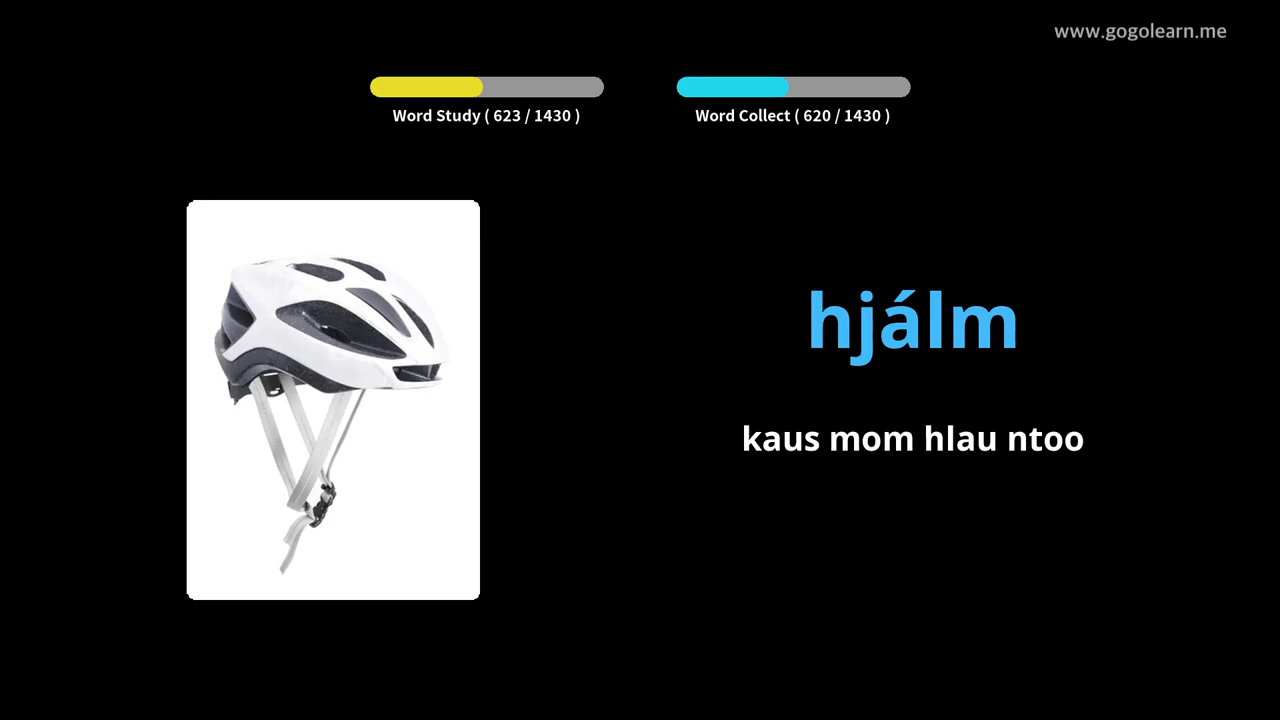 www.gogolearn.me
Word Study ( 623 / 1430 )
Word Collect ( 620 / 1430 )
hjálm
kaus mom hlau ntoo